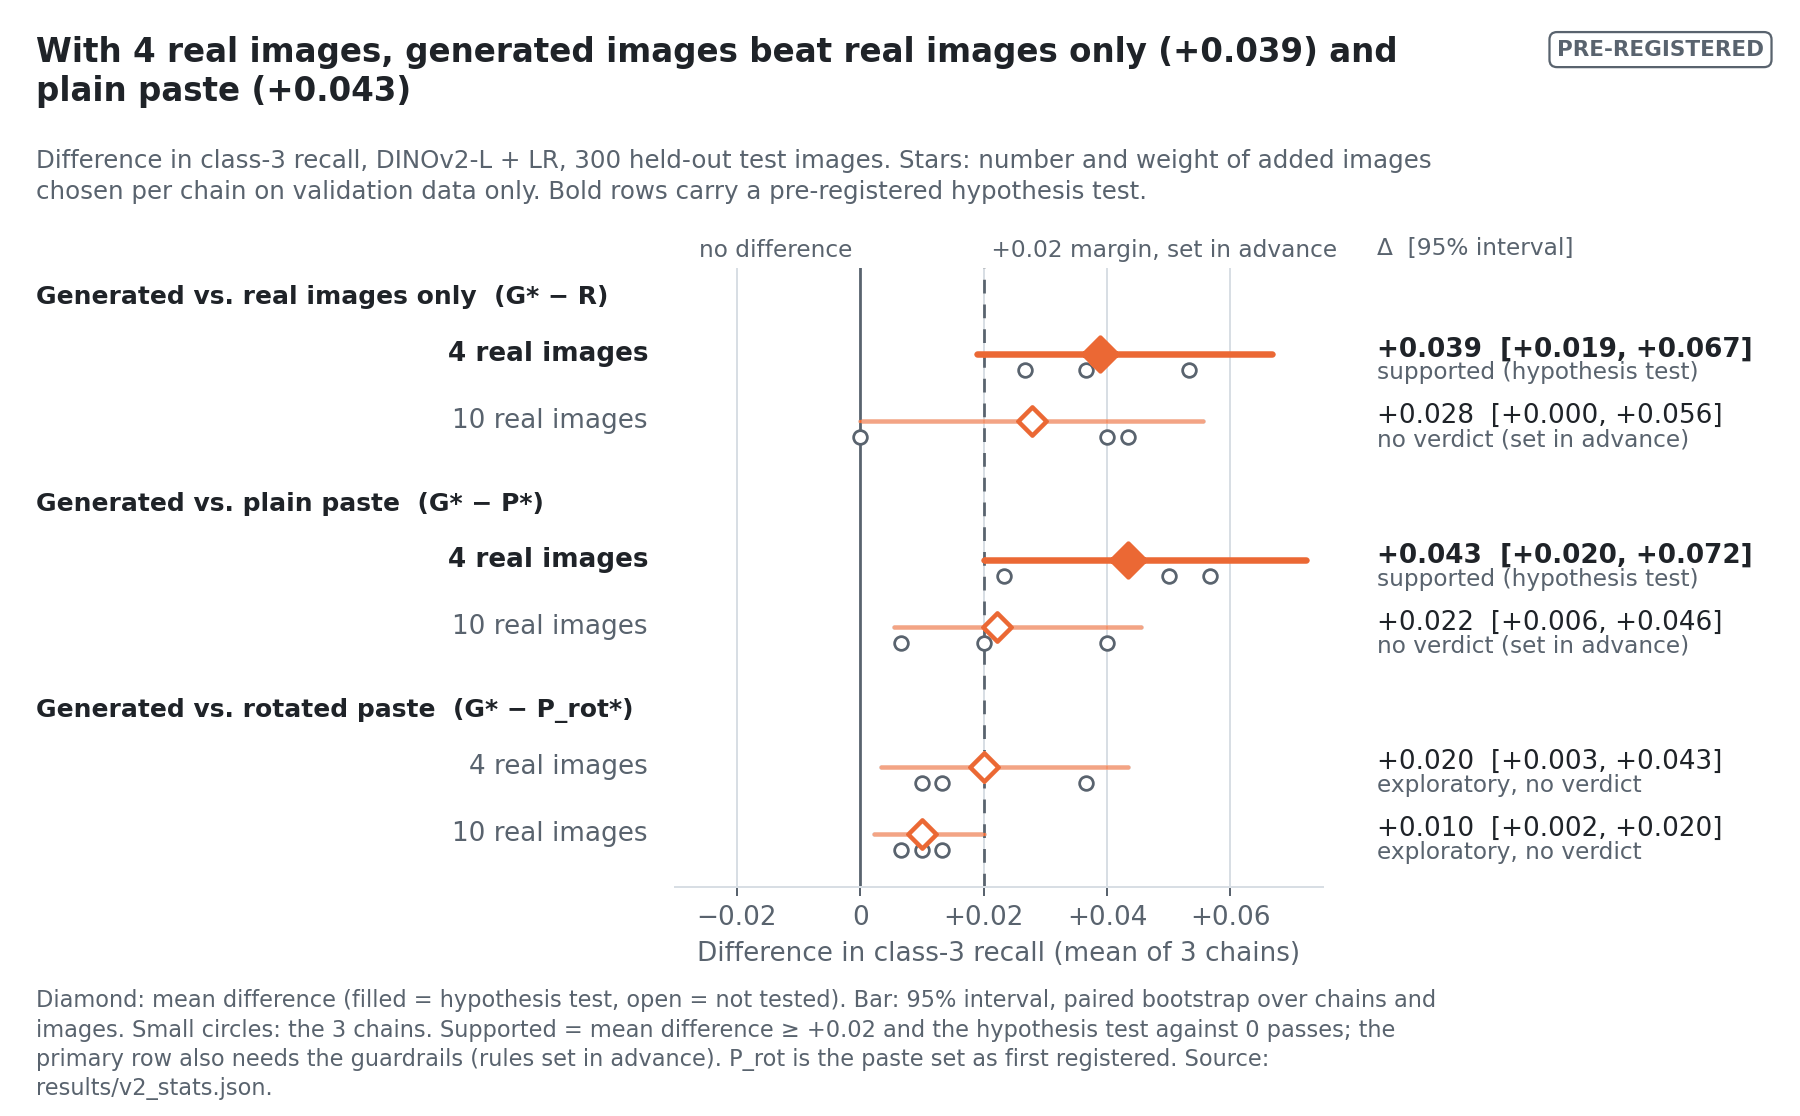 With 4 real images, generated images beat real images only (+0.039) and
plain paste (+0.043)
PRE-REGISTERED
Difference in class-3 recall, DINOv2-L + LR, 300 held-out test images. Stars: number and weight of added images
chosen per chain on validation data only. Bold rows carry a pre-registered hypothesis test.
no difference
+0.02 margin, set in advance
Δ [95% interval]
Generated vs. real images only (G* − R)
4 real images
+0.039 [+0.019, +0.067]
supported (hypothesis test)
10 real images
+0.028 [+0.000, +0.056]
no verdict (set in advance)
Generated vs. plain paste (G* − P*)
4 real images
+0.043 [+0.020, +0.072]
supported (hypothesis test)
10 real images
+0.022 [+0.006, +0.046]
no verdict (set in advance)
Generated vs. rotated paste (G* − P_rot*)
4 real images
+0.020 [+0.003, +0.043]
exploratory, no verdict
10 real images
+0.010 [+0.002, +0.020]
exploratory, no verdict
−0.02 0 +0.02 +0.04 +0.06
Difference in class-3 recall (mean of 3 chains)
Diamond: mean difference (filled = hypothesis test, open = not tested). Bar: 95% interval, paired bootstrap over chains and
images. Small circles: the 3 chains. Supported = mean difference ≥ +0.02 and the hypothesis test against 0 passes; the
primary row also needs the guardrails (rules set in advance). P_rot is the paste set as first registered. Source:
results/v2_stats.json.